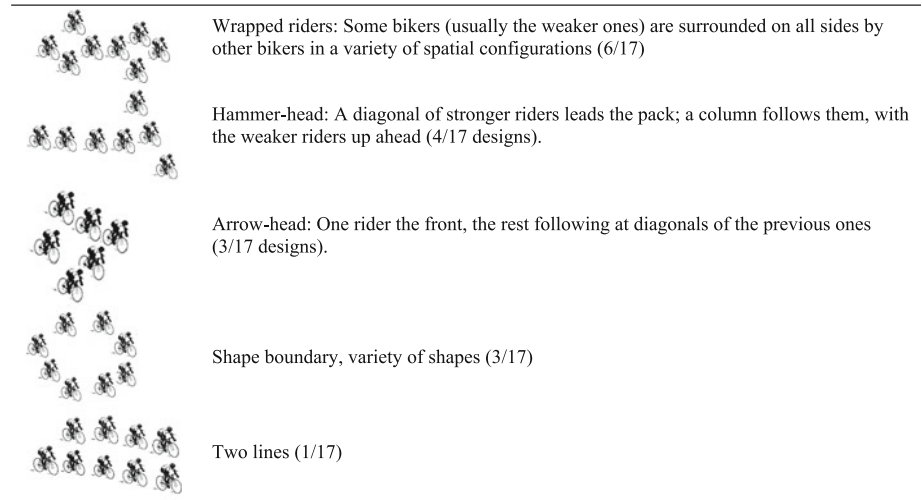 Wrapped riders: Some bikers (usually the weaker ones) are surrounded on all sides by
other bikers in a variety of spatial configurations (6/17)
Hammer-head: A diagonal of stronger riders leads the pack; a column follows them, with
the weaker riders up ahead (4/17 designs).
Arrow-head: One rider the front, the rest following at diagonals of the previous ones
(3/17 designs).
Shape boundary, variety of shapes (3/17)
Two lines (1/17)